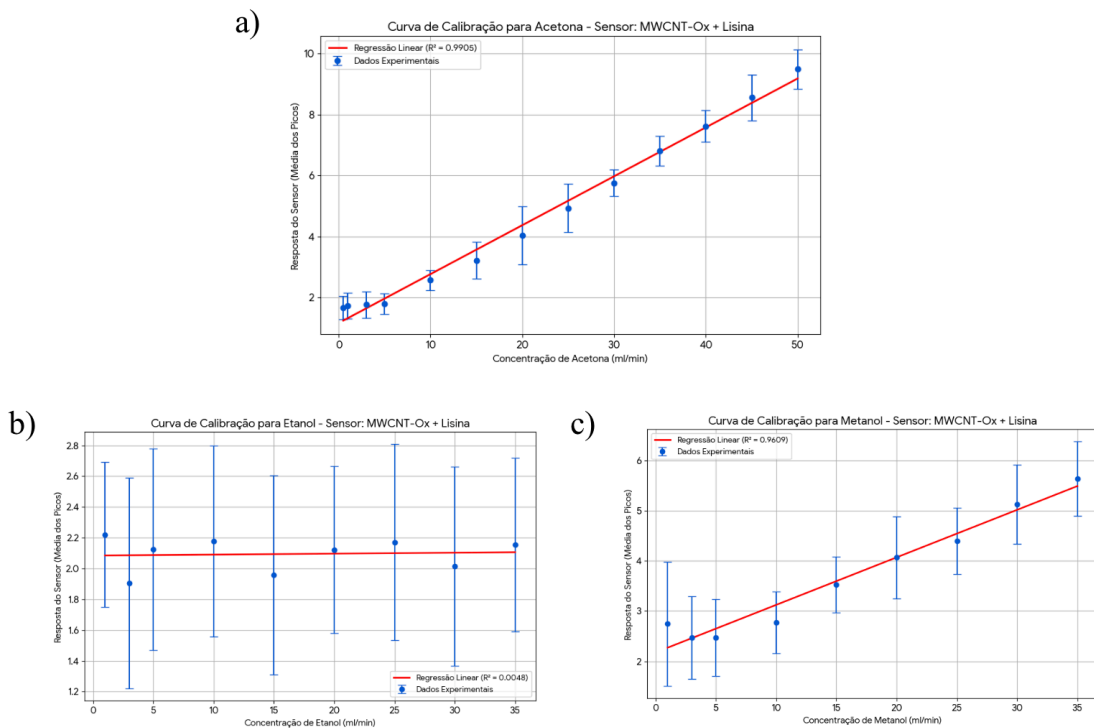 a)
Curva de Calibração para Acetona - Sensor: MWCNT-Ox + Lisina
Regressão Linear (R² = 0.9905)
Dados Experimentais
Resposta do Sensor (Média dos Picos)
10
8
6
4
2
0 10 20 30 40 50
Concentração de Acetona (ml/min)
b)
Curva de Calibração para Etanol - Sensor: MWCNT-Ox + Lisina
Resposta do Sensor (Média dos Picos)
2.8
2.6
2.4
2.2
2.0
1.8
1.6
1.4
1.2
Regressão Linear (R² = 0.0048)
Dados Experimentais
0 5 10 15 20 25 30 35
Concentração de Etanol (ml/min)
c)
Curva de Calibração para Metanol - Sensor: MWCNT-Ox + Lisina
Regressão Linear (R² = 0.9609)
Dados Experimentais
Resposta do Sensor (Média dos Picos)
6
5
4
3
2
0 5 10 15 20 25 30 35
Concentração de Metanol (ml/min)